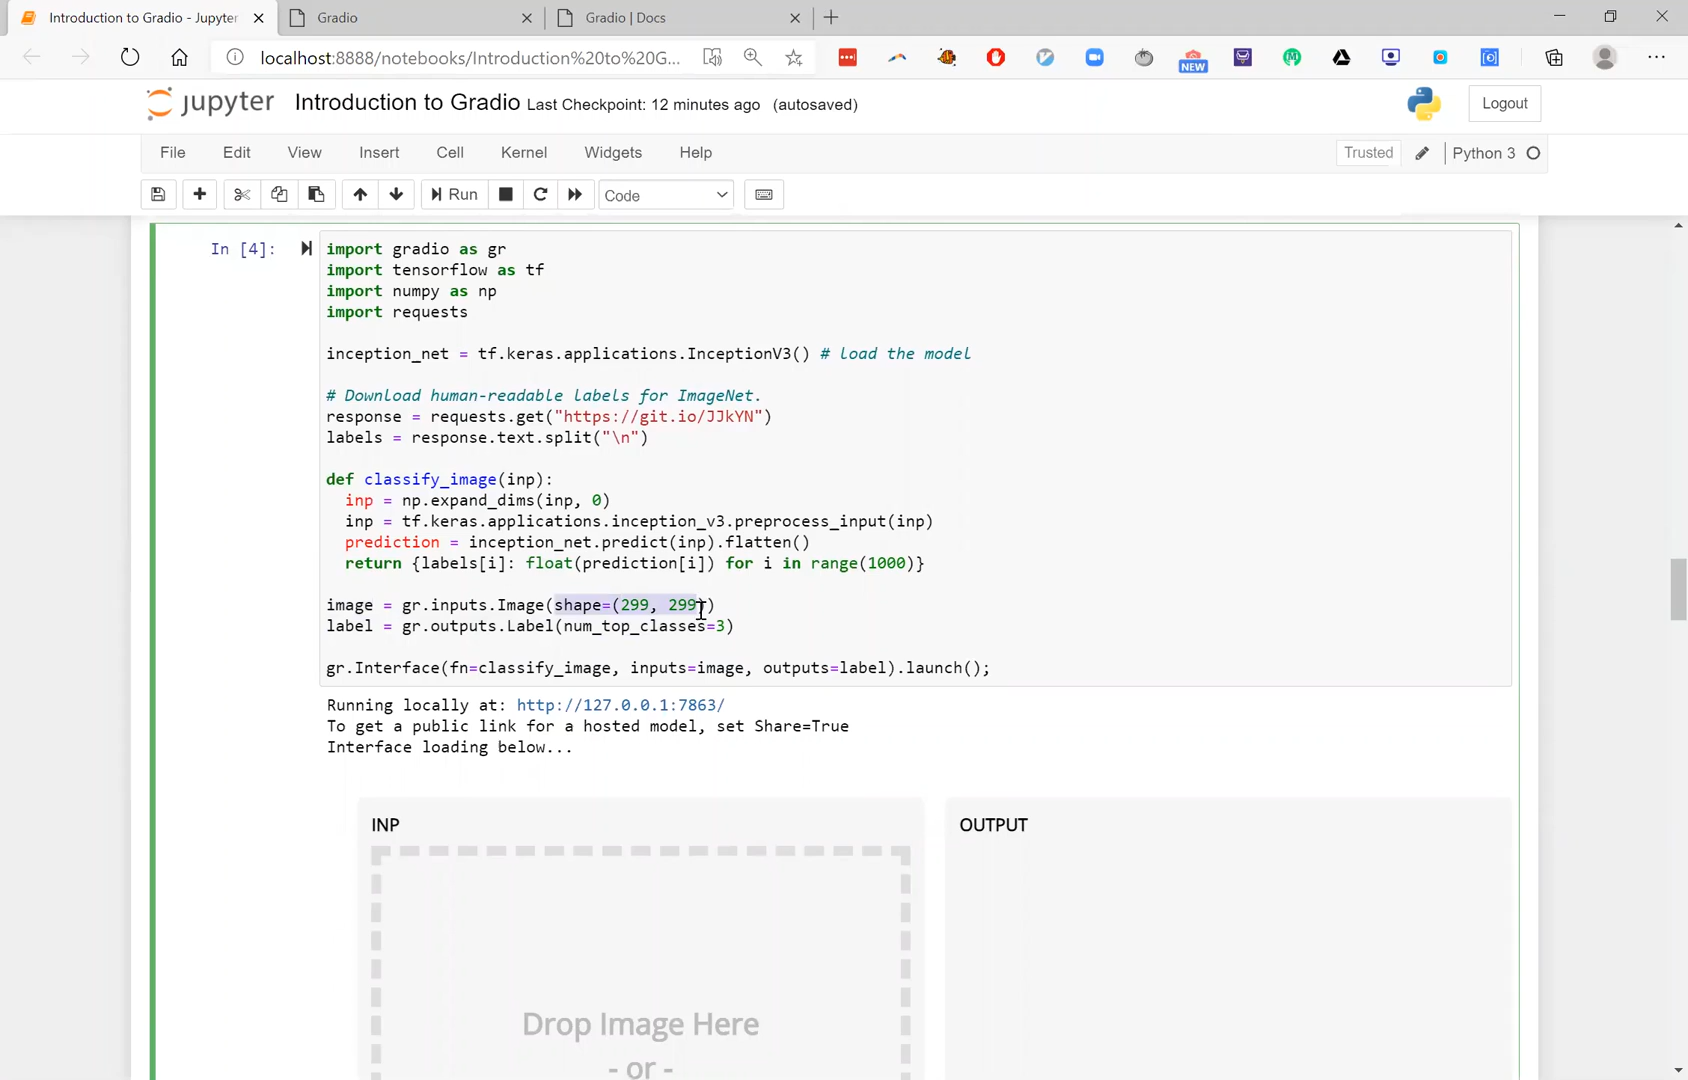 Introduction to Gradio - Jupyter
Gradio
Gradio | Docs
localhost:8888/notebooks/Introduction%20to%20G...
NEW
jupyter Introduction to Gradio Last Checkpoint: 12 minutes ago (autosaved)
Logout
File Edit View Insert Cell Kernel Widgets Help
Trusted Python 3
Run Code
In [4]:
import gradio as gr
import tensorflow as tf
import numpy as np
import requests
inception_net = tf.keras.applications.InceptionV3() # load the model
# Download human-readable labels for ImageNet.
response = requests.get("https://git.io/JJkYN")
labels = response.text.split("\n")
def classify_image(inp):
  inp = np.expand_dims(inp, 0)
  inp = tf.keras.applications.inception_v3.preprocess_input(inp)
  prediction = inception_net.predict(inp).flatten()
  return {labels[i]: float(prediction[i]) for i in range(1000)}
image = gr.inputs.Image(shape=(299, 299))
label = gr.outputs.Label(num_top_classes=3)
gr.Interface(fn=classify_image, inputs=image, outputs=label).launch();
Running locally at: http://127.0.0.1:7863/
To get a public link for a hosted model, set Share=True
Interface loading below...
INP
OUTPUT
Drop Image Here
- or -